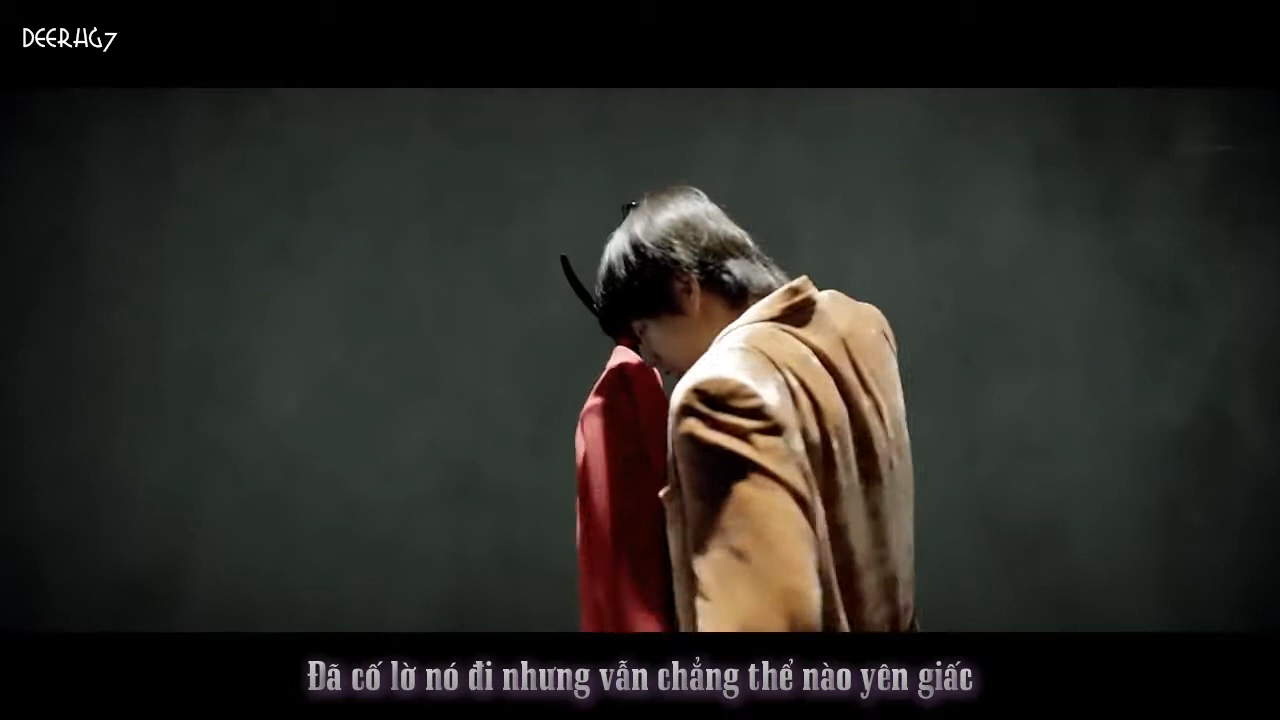 DEERHG7
Đã cố lờ nó đi nhưng vẫn chẳng thể nào yên giấc